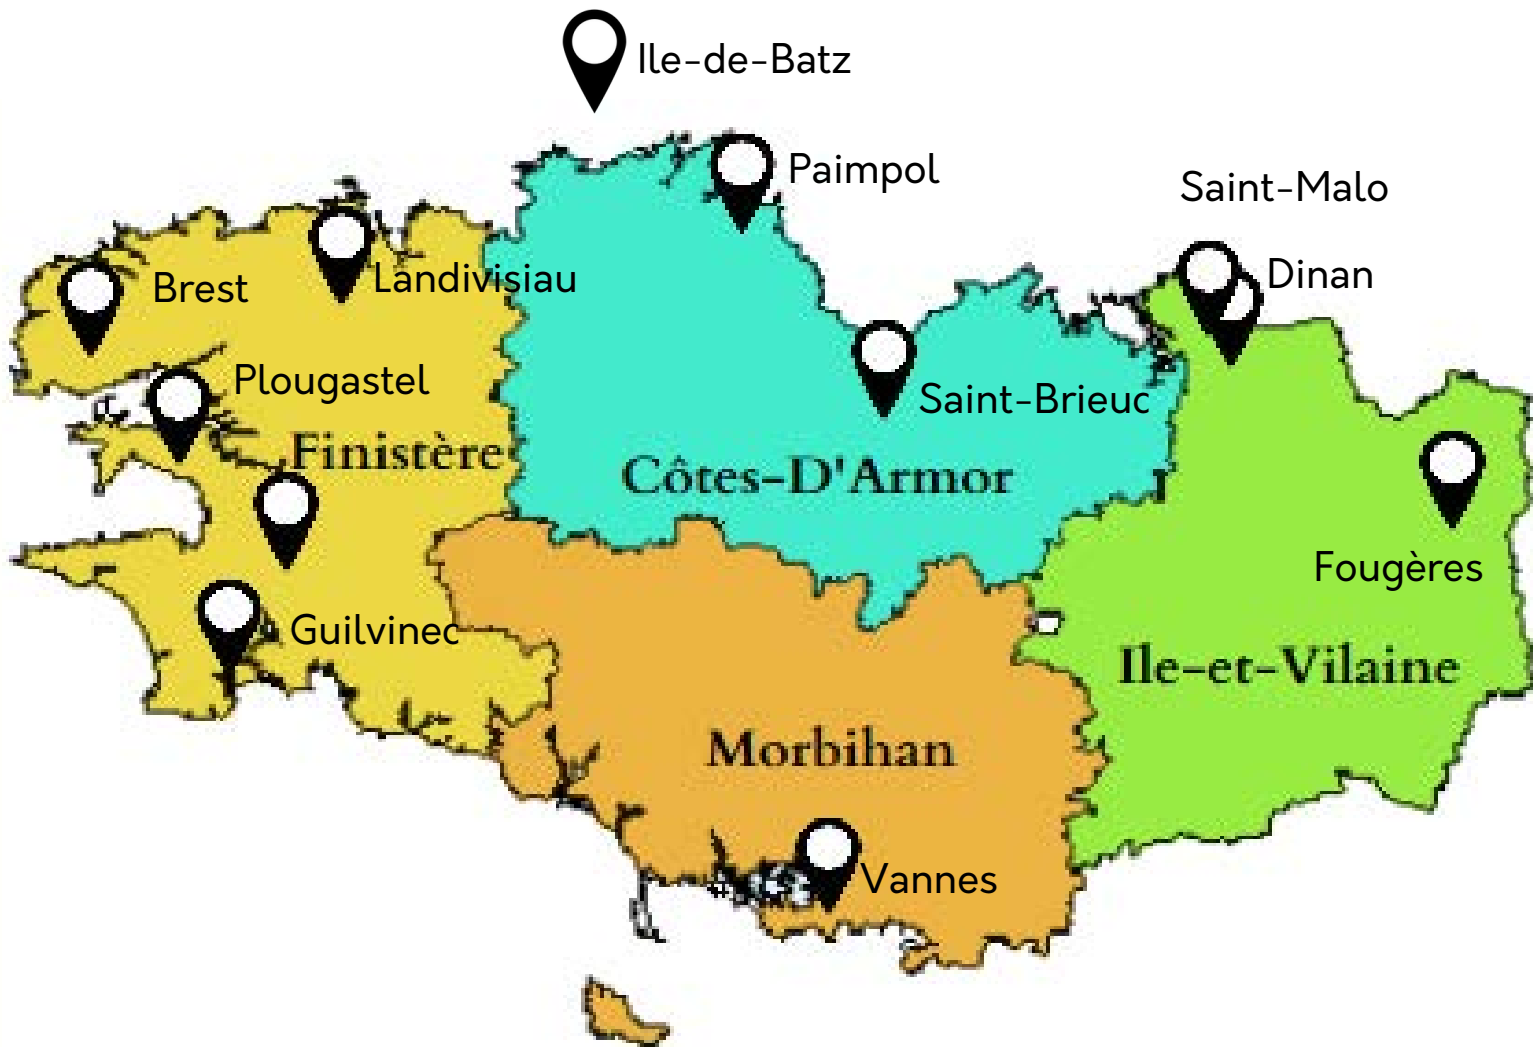 Ile-de-Batz
Paimpol
Saint-Malo
Dinan
Brest
Landivisiau
Plougastel
Saint-Brieuc
Finistère
Côtes-D'Armor
Fougères
Guilvinec
Ile-et-Vilaine
Morbihan
Vannes